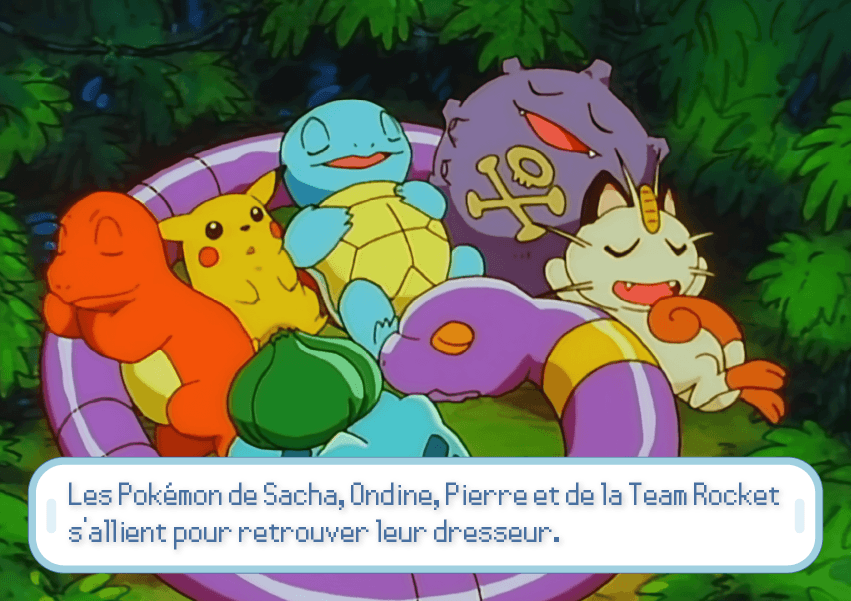 Les Pokémon de Sacha, Ondine, Pierre et de la Team Rocket
s'allient pour retrouver leur dresseur.